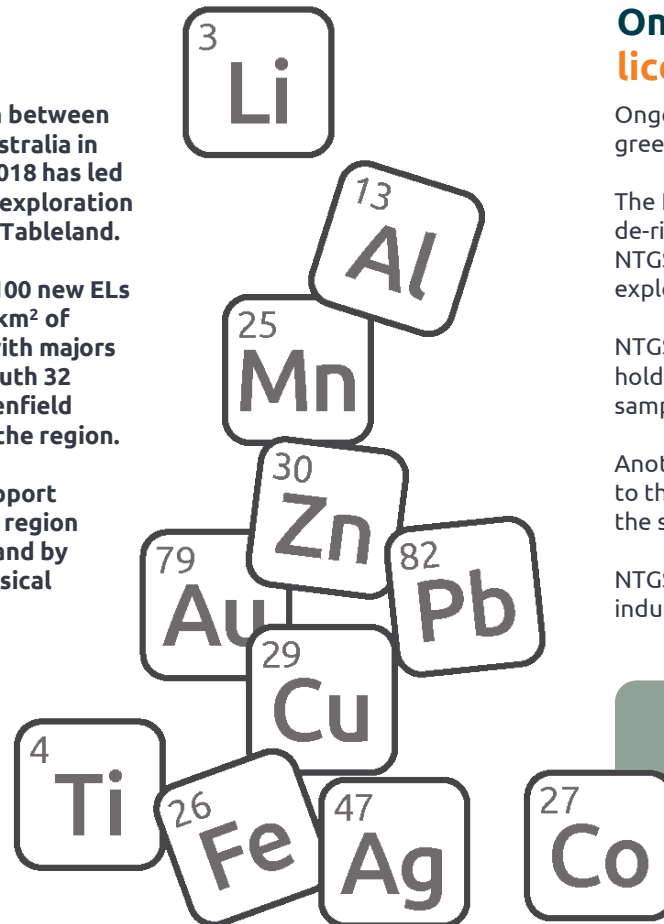 n between
stralia in
018 has led
exploration
Tableland.
100 new ELs
km² of
ith majors
uth 32
enfield
the region.
pport
region
and by
sical
3
Li
13
Al
25
Mn
30
Zn
79
Au
82
Pb
29
Cu
4
Ti
26
Fe
47
Ag
27
Co
On
lice
Ong
gree
The
de-ri
NTGS
explo
NTGS
hold
samp
Anot
to th
the s
NTGS
indu